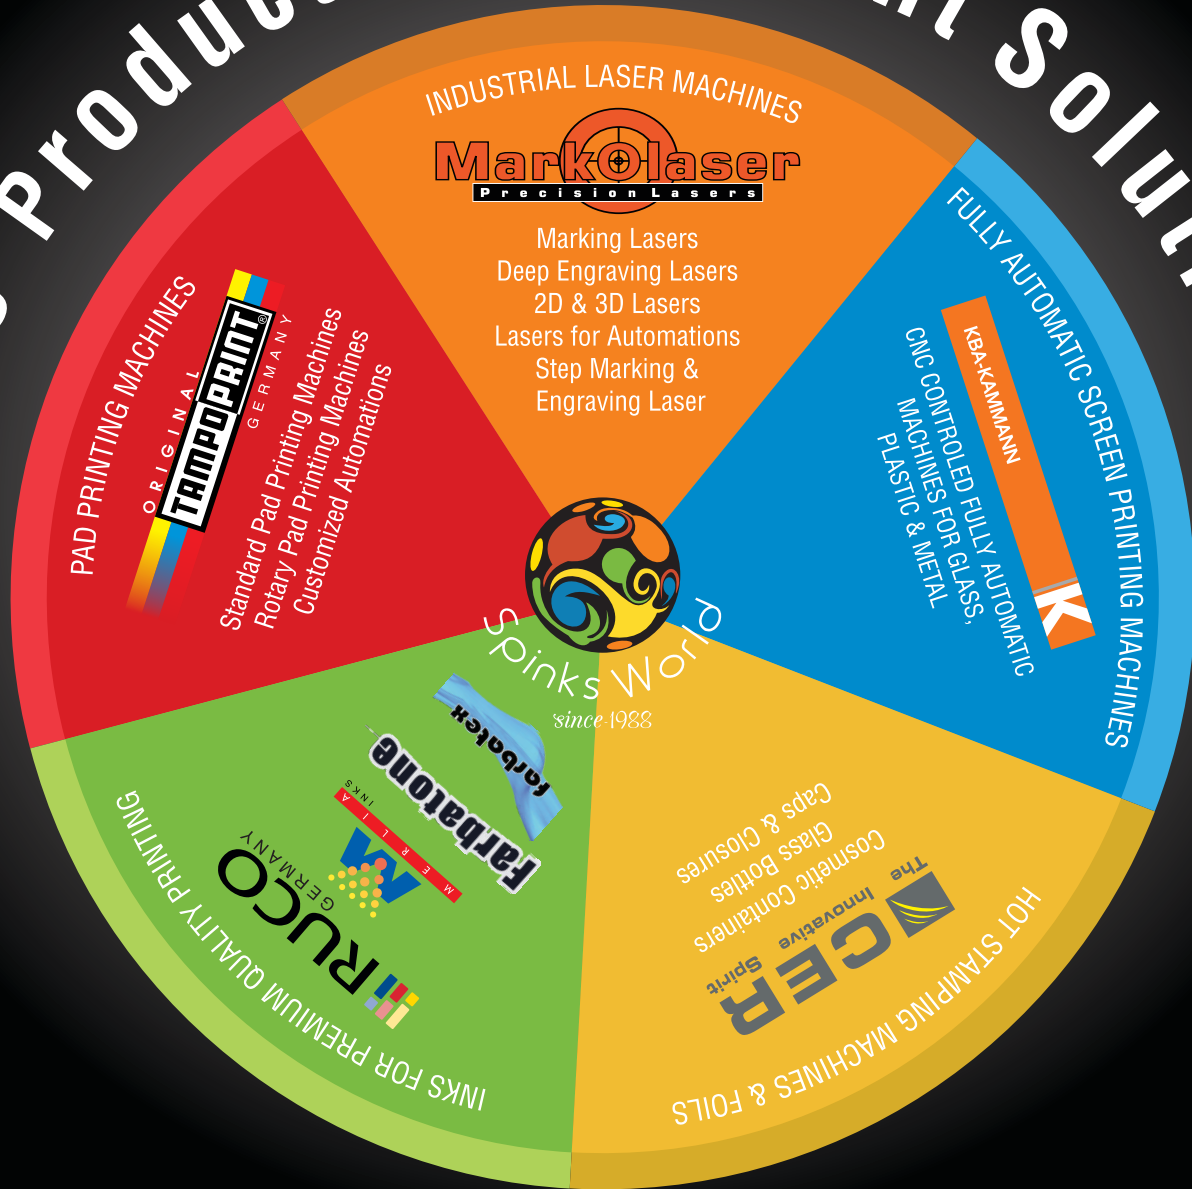 Produc
Solut
INDUSTRIAL LASER MACHINES
Markolaser
Precision Lasers
Marking Lasers
Deep Engraving Lasers
2D & 3D Lasers
Lasers for Automations
Step Marking &
Engraving Laser
FULLY AUTOMATIC SCREEN PRINTING MACHINES
KBA-KAMMANN
K
CNC CONTROLED FULLY AUTOMATIC
MACHINES FOR GLASS,
PLASTIC & METAL
HOT STAMPING MACHINES & FOILS
CER
The Innovative Spirit
Cosmetic Containers
Glass Bottles
Caps & Closures
INKS FOR PREMIUM QUALITY PRINTING
RUCO
GERMANY
MERLIA
INKS
Farbatone
farbatex
PAD PRINTING MACHINES
ORIGINAL
TAMPOPRINT®
GERMANY
Standard Pad Printing Machines
Rotary Pad Printing Machines
Customized Automations
Spinks World
since-1988